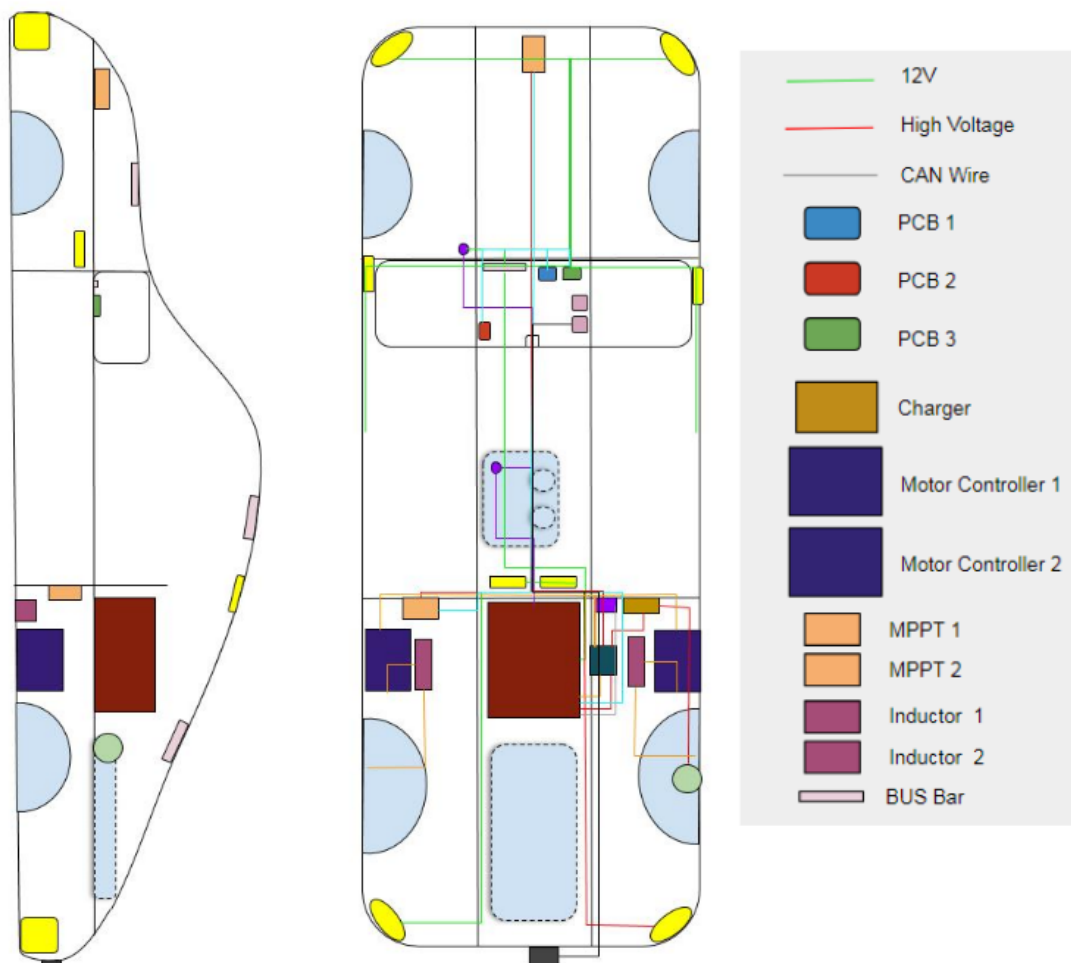 12V
High Voltage
CAN Wire
PCB 1
PCB 2
PCB 3
Charger
Motor Controller 1
Motor Controller 2
MPPT 1
MPPT 2
Inductor 1
Inductor 2
BUS Bar